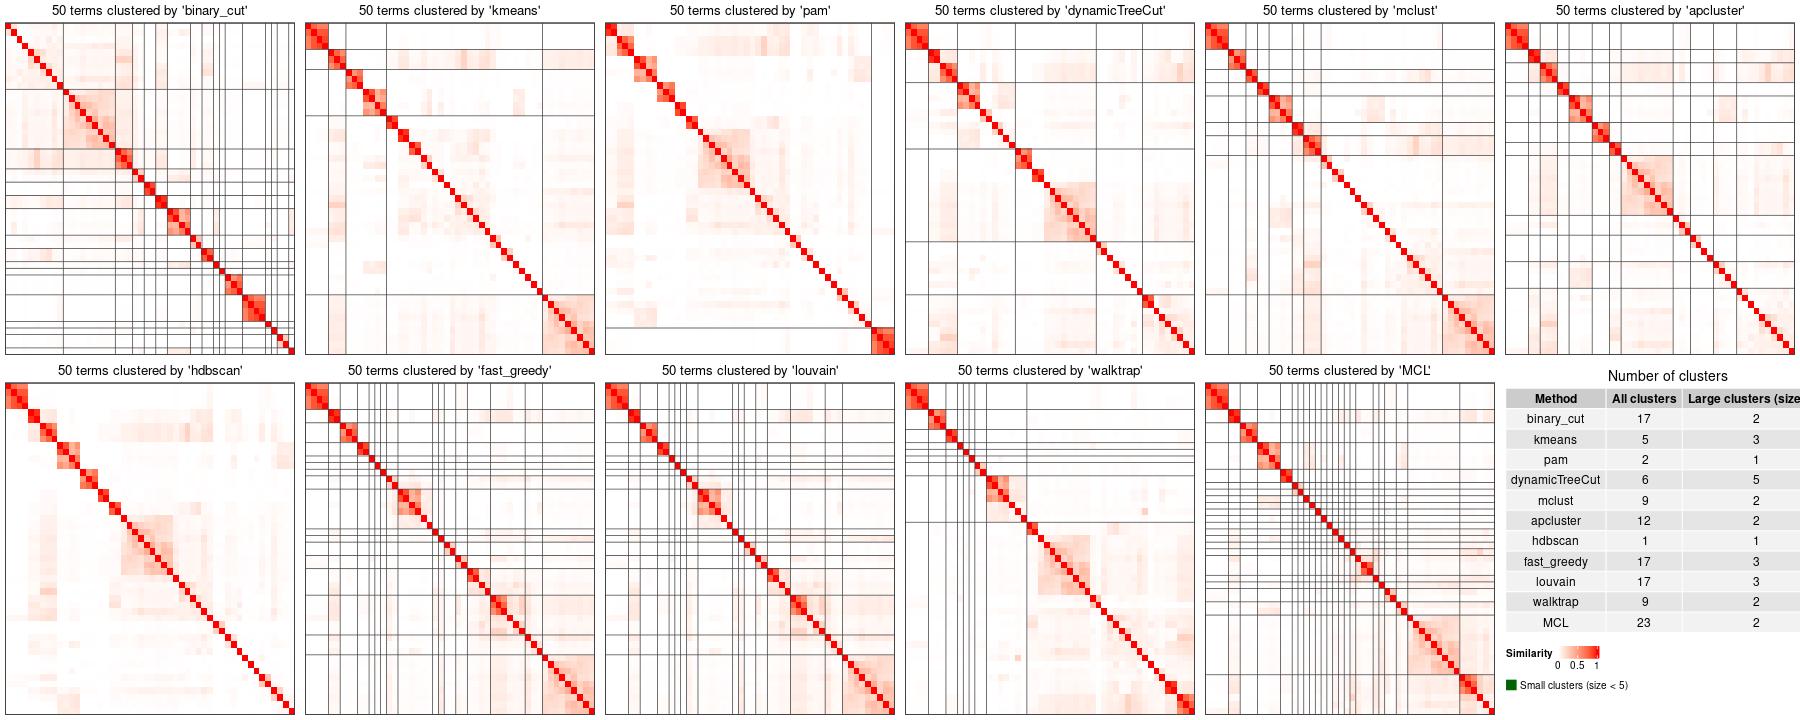 50 terms clustered by 'binary_cut'
50 terms clustered by 'kmeans'
50 terms clustered by 'pam'
50 terms clustered by 'dynamicTreeCut'
50 terms clustered by 'mclust'
50 terms clustered by 'apcluster'
50 terms clustered by 'hdbscan'
50 terms clustered by 'fast_greedy'
50 terms clustered by 'louvain'
50 terms clustered by 'walktrap'
50 terms clustered by 'MCL'
Number of clusters
Method All clusters Large clusters (size
binary_cut 17 2
kmeans 5 3
pam 2 1
dynamicTreeCut 6 5
mclust 9 2
apcluster 12 2
hdbscan 1 1
fast_greedy 17 3
louvain 17 3
walktrap 9 2
MCL 23 2
Similarity
0 0.5 1
Small clusters (size < 5)